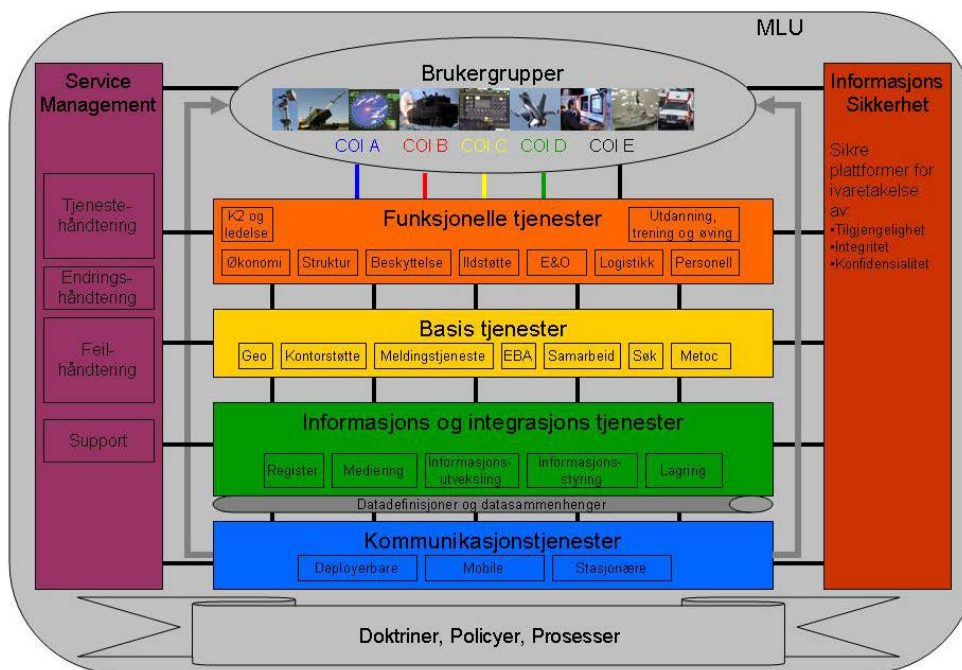 MLU
Service
Management
Tjeneste-
håndtering
Endrings-
håndtering
Feil-
håndtering
Support
Brukergrupper
COI A COI B COI C COI D COI E
Funksjonelle tjenester
K2 og
ledelse
Utdanning,
trening og øving
Økonomi Struktur Beskyttelse Ildstøtte E&O Logistikk Personell
Basis tjenester
Geo Kontorstøtte Meldingstjeneste EBA Samarbeid Søk Metoc
Informasjons og integrasjons tjenester
Register Mediering Informasjons-
utveksling
Informasjons-
styring
Lagring
Datadefinisjoner og datasammenhenger
Kommunikasjonstjenester
Deployerbare Mobile Stasjonære
Informasjons
Sikkerhet
Sikre
plattformer for
ivaretakelse
av:
•Tilgjengelighet
•Integritet
•Konfidensialitet
Doktriner, Policyer, Prosesser